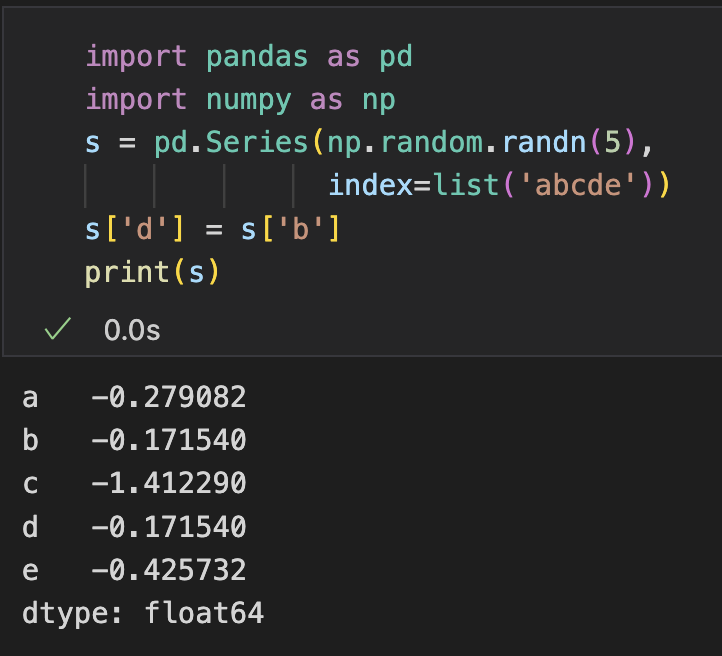 import pandas as pd
import numpy as np
s = pd.Series(np.random.randn(5),
              index=list('abcde'))
s['d'] = s['b']
print(s)
0.0s
a   -0.279082
b   -0.171540
c   -1.412290
d   -0.171540
e   -0.425732
dtype: float64